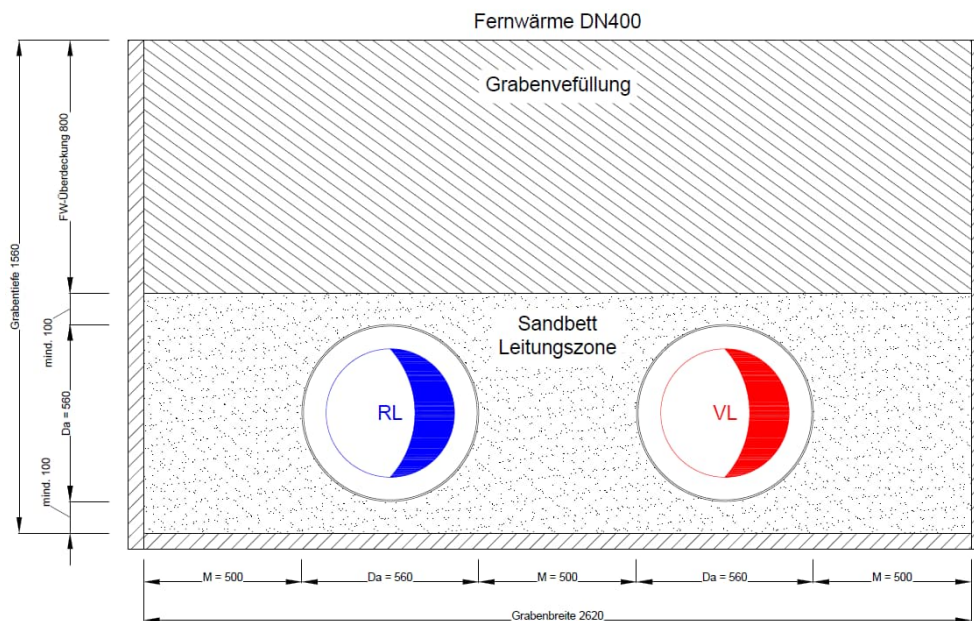 Fernwärme DN400
Grabenvefüllung
Sandbett
Leitungszone
RL
VL
Grabentiefe 1560
FW-Überdeckung 800
mind. 100
Da = 560
mind. 100
M = 500
Da = 560
M = 500
Da = 560
M = 500
Grabenbreite 2620